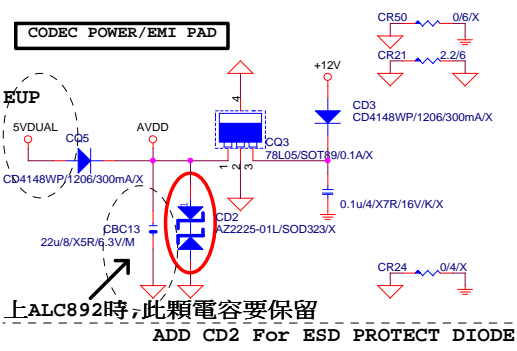 CODEC POWER/EMI PAD
CR50 0/6/X
CR21 2.2/6
+12V
EUP
4
CD3
CD4148WP/1206/300mA/X
5VDUAL
CQ5
AVDD
CQ3
78L05/SOT89/0.1A/X
1 2 3
CD4148WP/1206/300mA/X
0.1u/4/X7R/16V/K/X
CBC13
22u/8/X5R/6.3V/M
CD2
AZ2225-01L/SOD323/X
CR24 0/4/X
上ALC892時,此顆電容要保留
ADD CD2 For ESD PROTECT DIODE